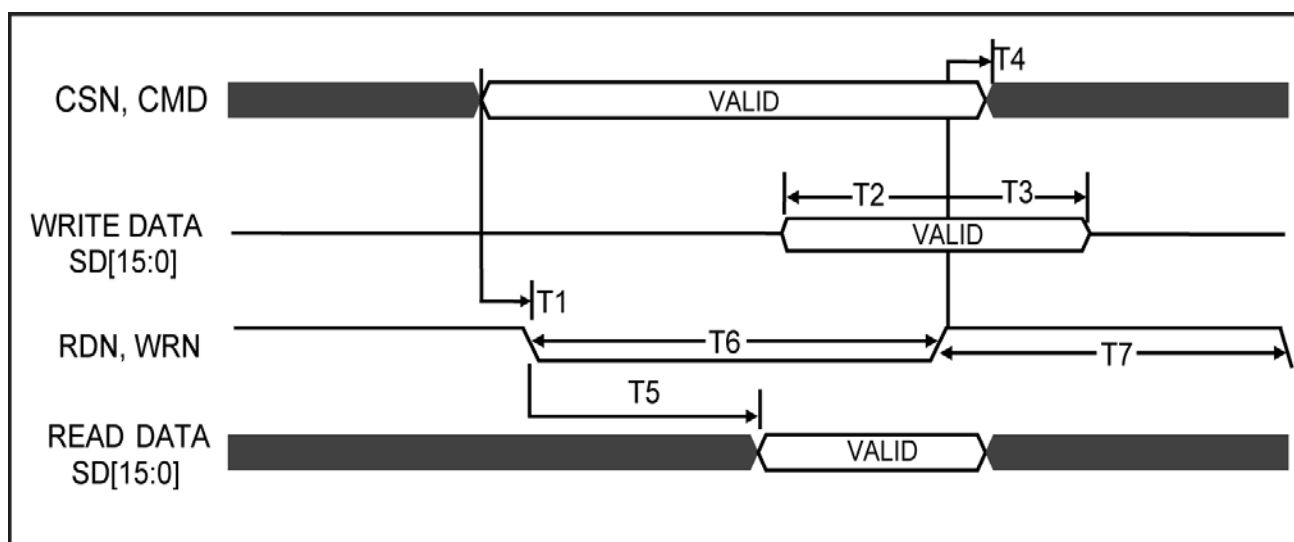 T4
CSN, CMD
VALID
T2
T3
WRITE DATA
SD[15:0]
VALID
T1
RDN, WRN
T6
T7
T5
READ DATA
SD[15:0]
VALID